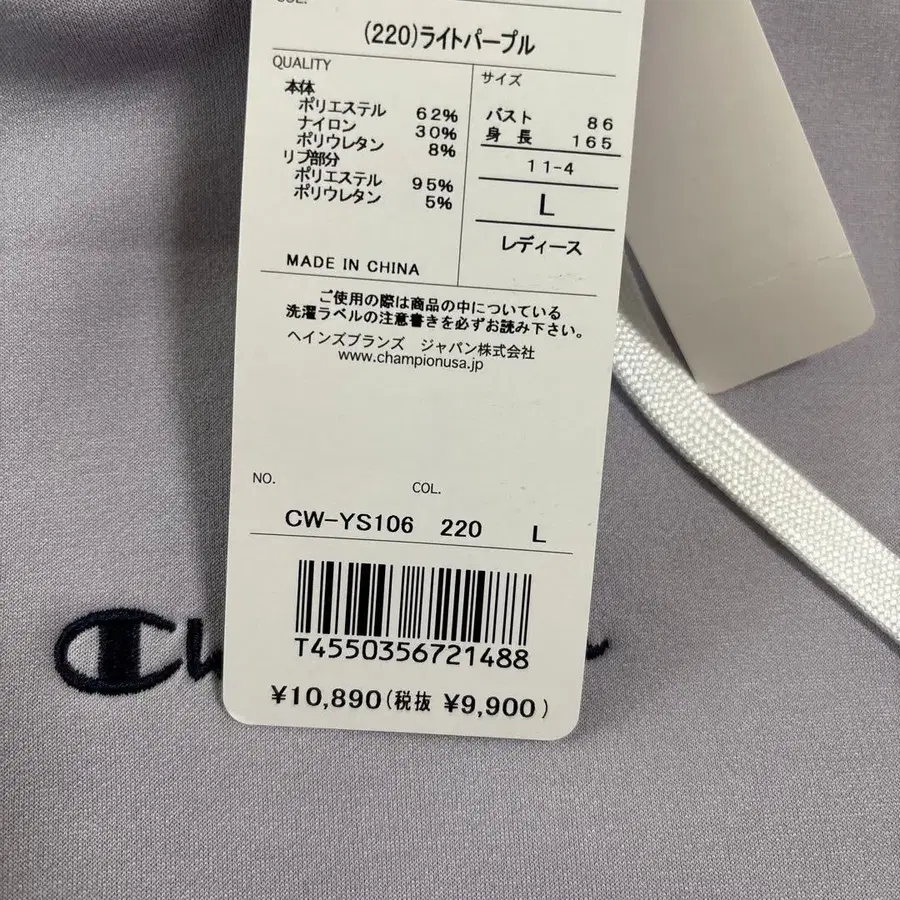 COL.
(220)ライトパープル
QUALITY
本体
ポリエステル 62%
ナイロン 30%
ポリウレタン 8%
リブ部分
ポリエステル 95%
ポリウレタン 5%
MADE IN CHINA
サイズ
バスト 86
身長 165
11-4
L
レディース
ご使用の際は商品の中についている
洗濯ラベルの注意書きを必ずお読み下さい。
ヘインズブランズ ジャパン株式会社
www.championusa.jp
NO. COL.
CW-YS106 220 L
T4550356721488
¥10,890(税抜 ¥9,900)